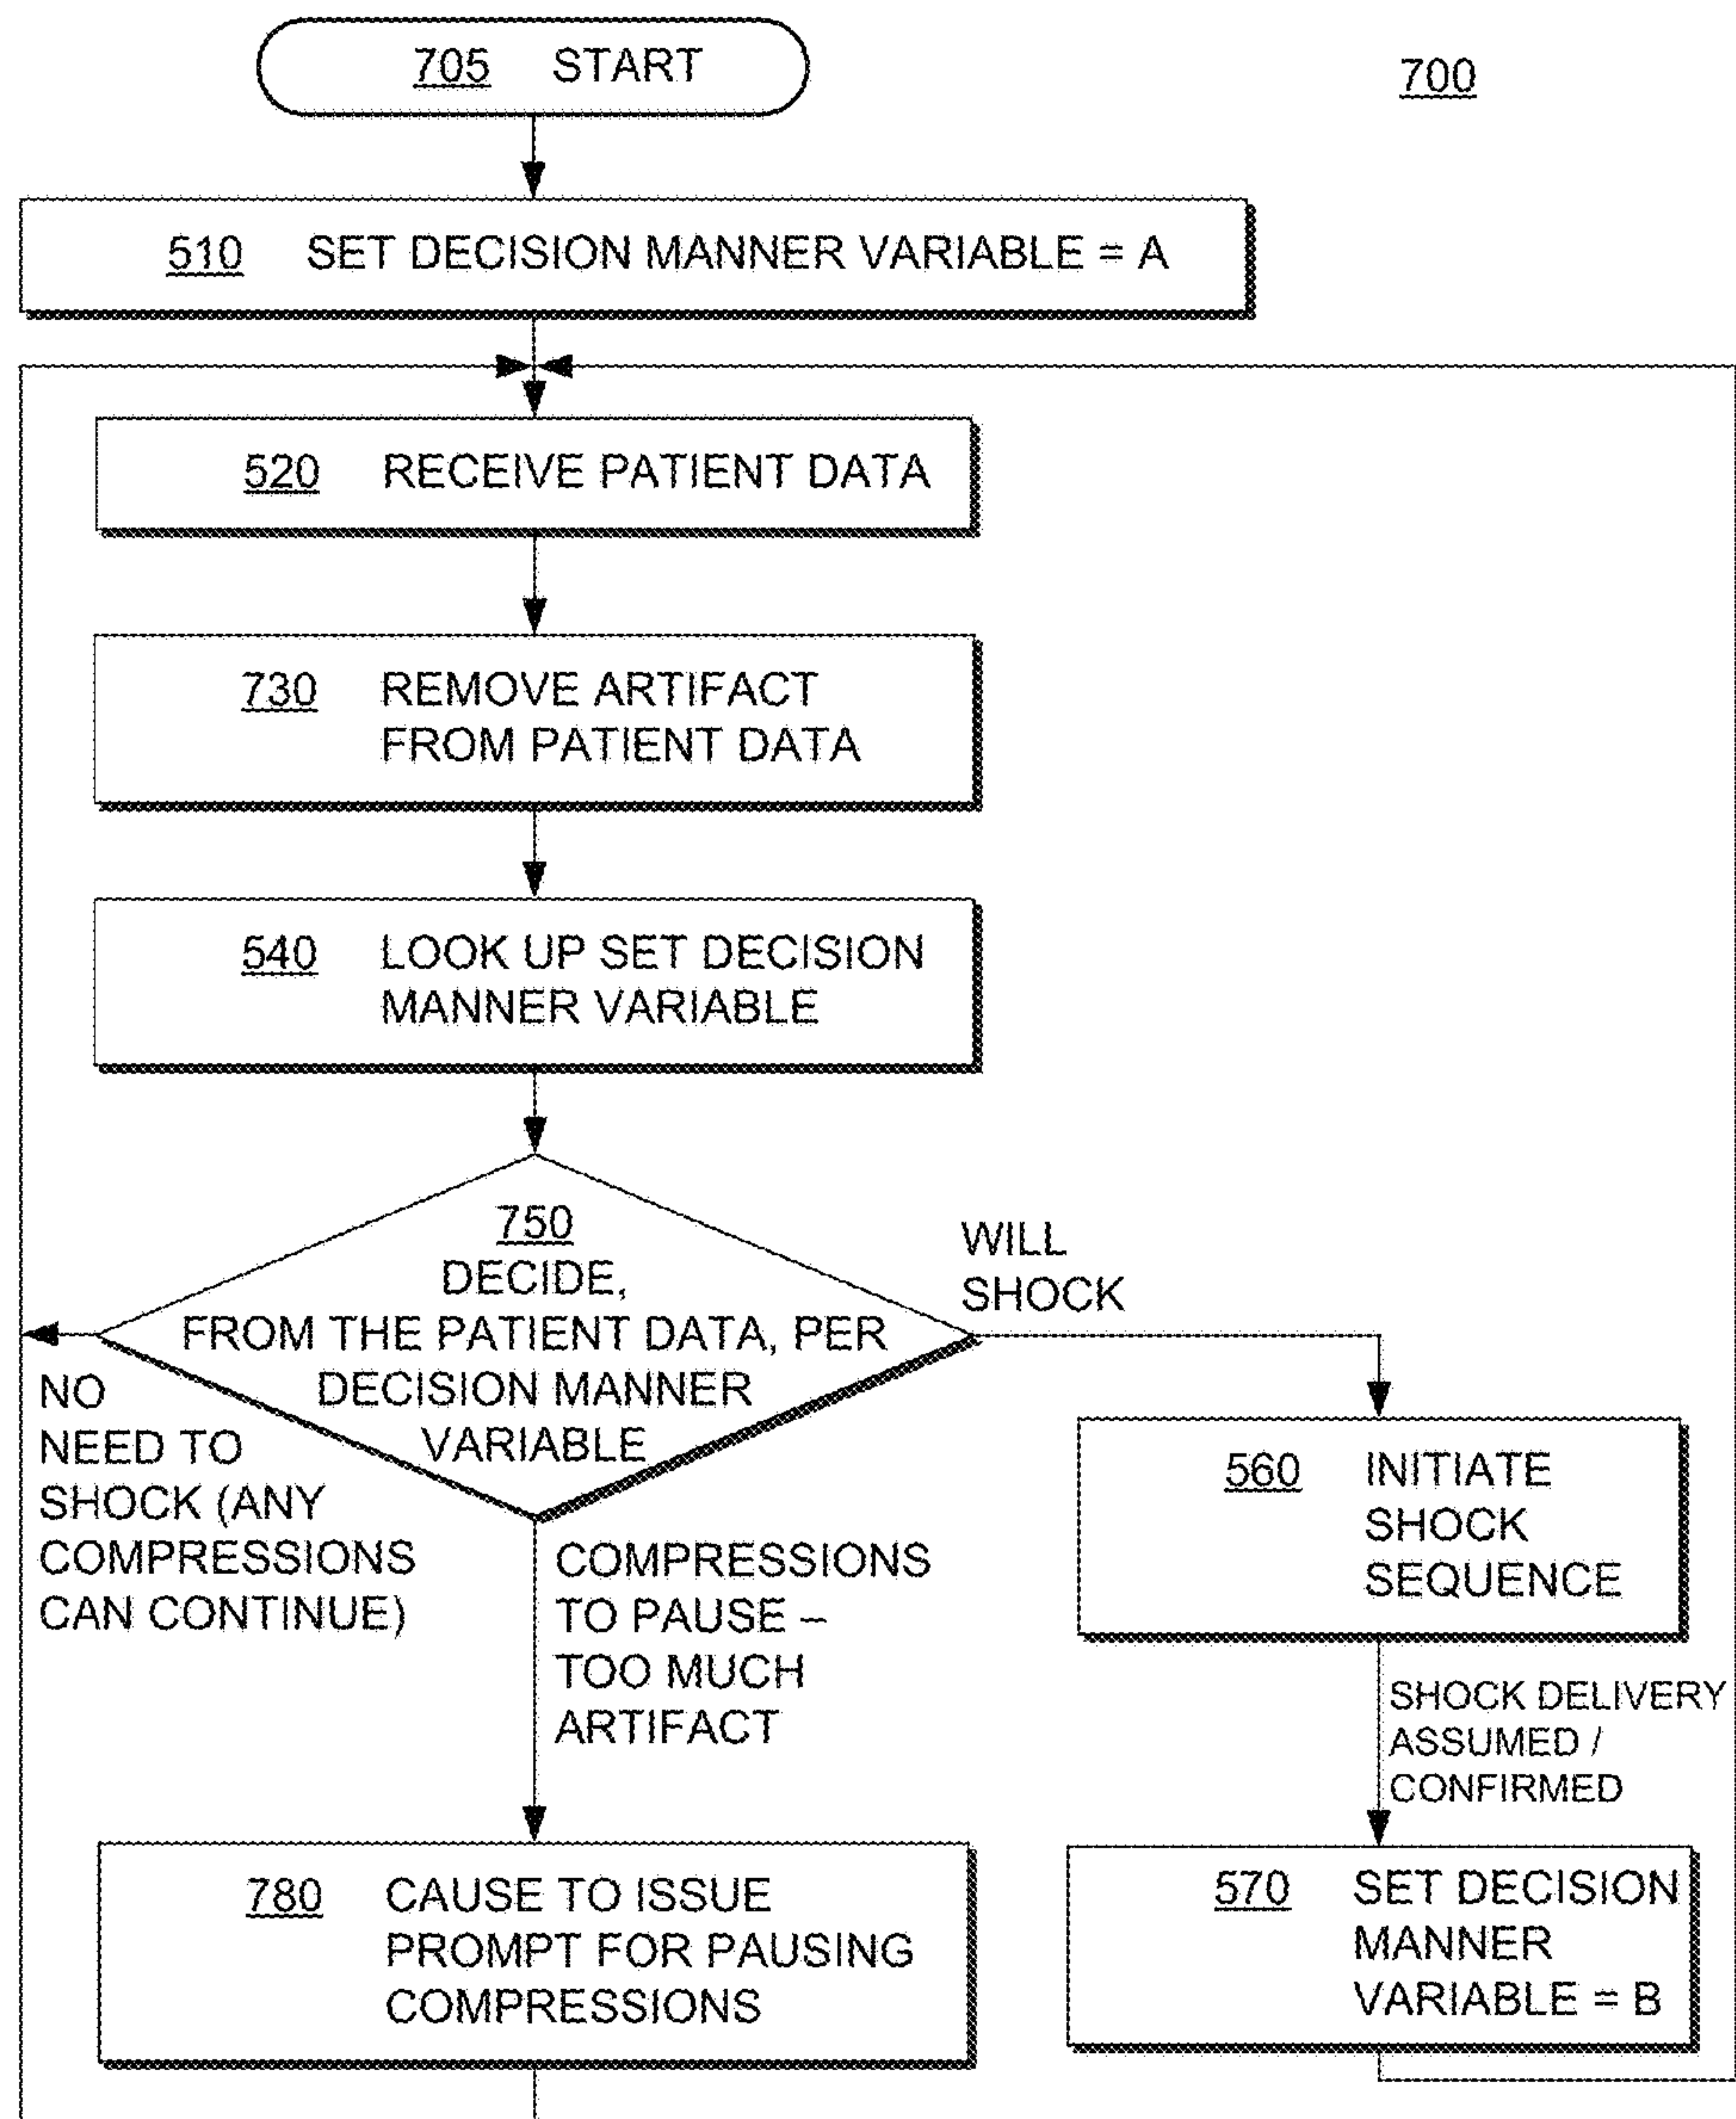 705 START
700
510 SET DECISION MANNER VARIABLE = A
520 RECEIVE PATIENT DATA
730 REMOVE ARTIFACT
FROM PATIENT DATA
540 LOOK UP SET DECISION
MANNER VARIABLE
750
DECIDE,
FROM THE PATIENT DATA, PER
DECISION MANNER
VARIABLE
WILL
SHOCK
NO
NEED TO
SHOCK (ANY
COMPRESSIONS
CAN CONTINUE)
COMPRESSIONS
TO PAUSE –
TOO MUCH
ARTIFACT
560 INITIATE
SHOCK
SEQUENCE
SHOCK DELIVERY
ASSUMED /
CONFIRMED
780 CAUSE TO ISSUE
PROMPT FOR PAUSING
COMPRESSIONS
570 SET DECISION
MANNER
VARIABLE = B